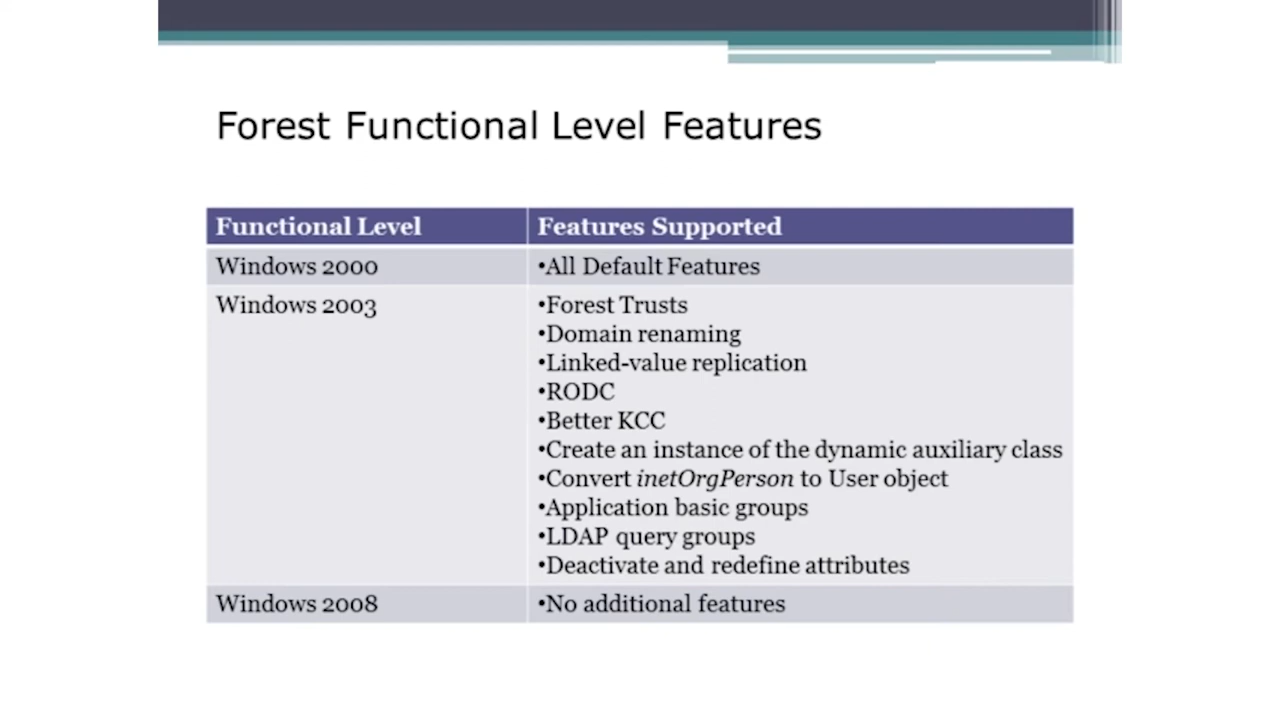 Forest Functional Level Features
Functional Level
Features Supported
Windows 2000
•All Default Features
Windows 2003
•Forest Trusts
•Domain renaming
•Linked-value replication
•RODC
•Better KCC
•Create an instance of the dynamic auxiliary class
•Convert inetOrgPerson to User object
•Application basic groups
•LDAP query groups
•Deactivate and redefine attributes
Windows 2008
•No additional features